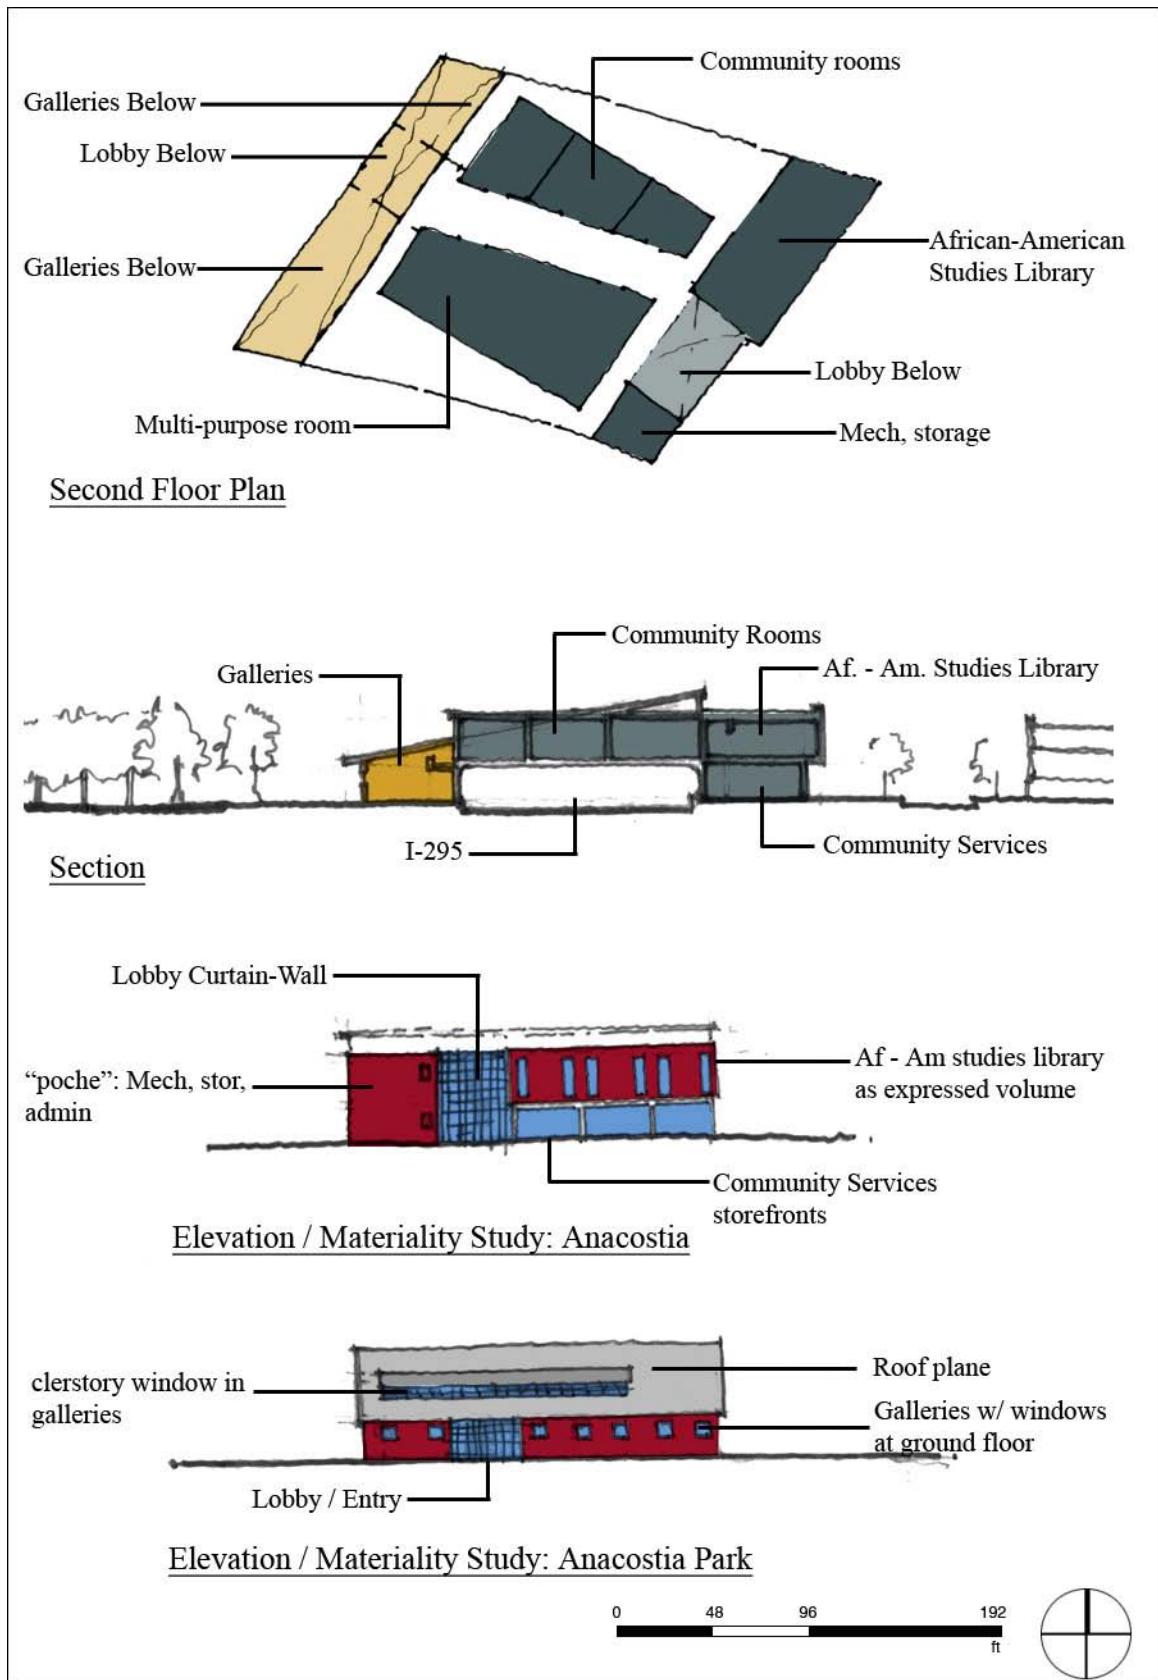 Community rooms
Galleries Below
Lobby Below
Galleries Below
African-American
Studies Library
Lobby Below
Multi-purpose room
Mech, storage
Second Floor Plan
Community Rooms
Galleries
Af. - Am. Studies Library
I-295
Community Services
Section
Lobby Curtain-Wall
“poche”: Mech, stor,
admin
Af - Am studies library
as expressed volume
Community Services
storefronts
Elevation / Materiality Study: Anacostia
clerstory window in
galleries
Roof plane
Galleries w/ windows
at ground floor
Lobby / Entry
Elevation / Materiality Study: Anacostia Park
0 48 96 192
ft